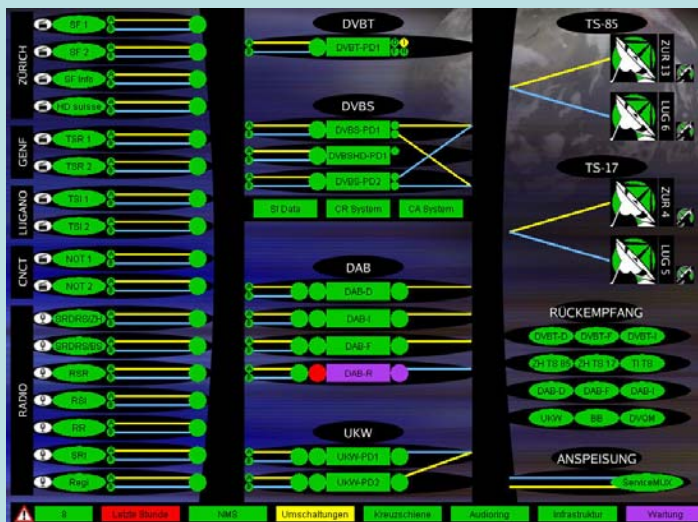 ZÜRICH
SF 1
SF 2
SF Info
HD suisse
GENF
TSR 1
TSR 2
LUGANO
TSI 1
TSI 2
CNCT
NOT 1
NOT 2
RADIO
BRDRS/ZH
BRDRS/BS
RSR
RSI
RR
SRI
Regi
DVBT
DVBT-PD1
DVBS
DVBS-PD1
DVBSHD-PD1
DVBS-PD2
SI Data CR System CA System
DAB
DAB-D
DAB-I
DAB-F
DAB-R
UKW
UKW-PD1
UKW-PD2
TS-85
ZUR 13
LUG 6
TS-17
ZUR 4
LUG 5
RÜCKEMPFANG
DVBT-D DVBT-F DVBT-I
ZH TS 85 ZH TS 17 TI TS
DAB-D DAB-F DAB-I
UKW BB DVOM
ANSPEISUNG
ServiceMUX
8 Letzte Stunde NMS Umschaltungen Kreuzschiene Audioring Infrastruktur Wartung